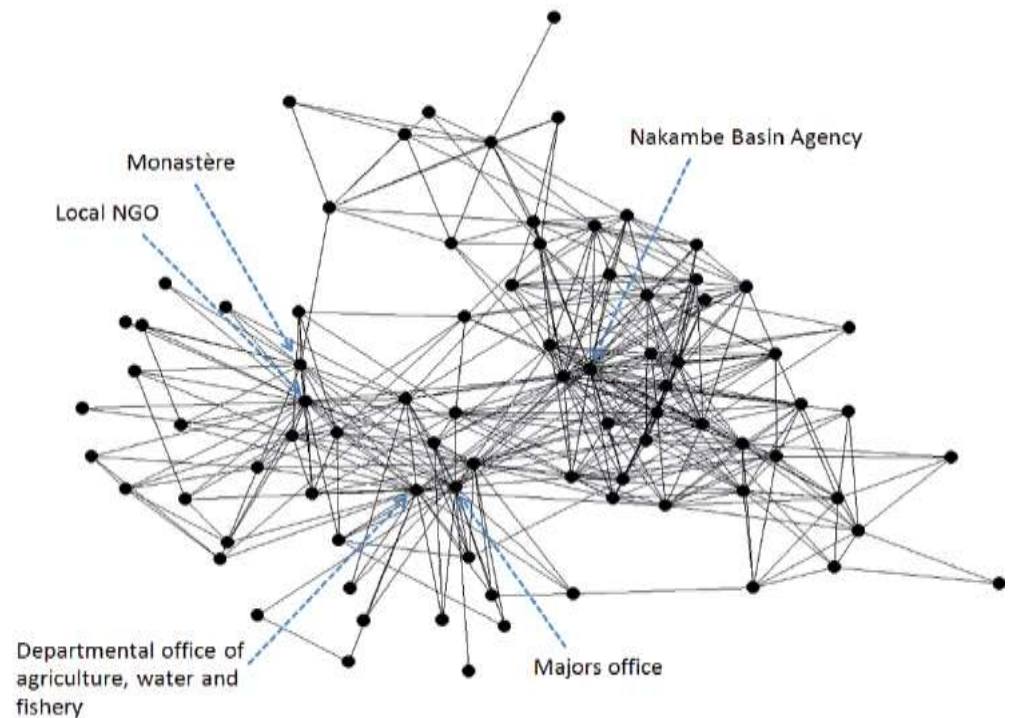 Nakambe Basin Agency
Monastère
Local NGO
Departmental office of
agriculture, water and
fishery
Majors office